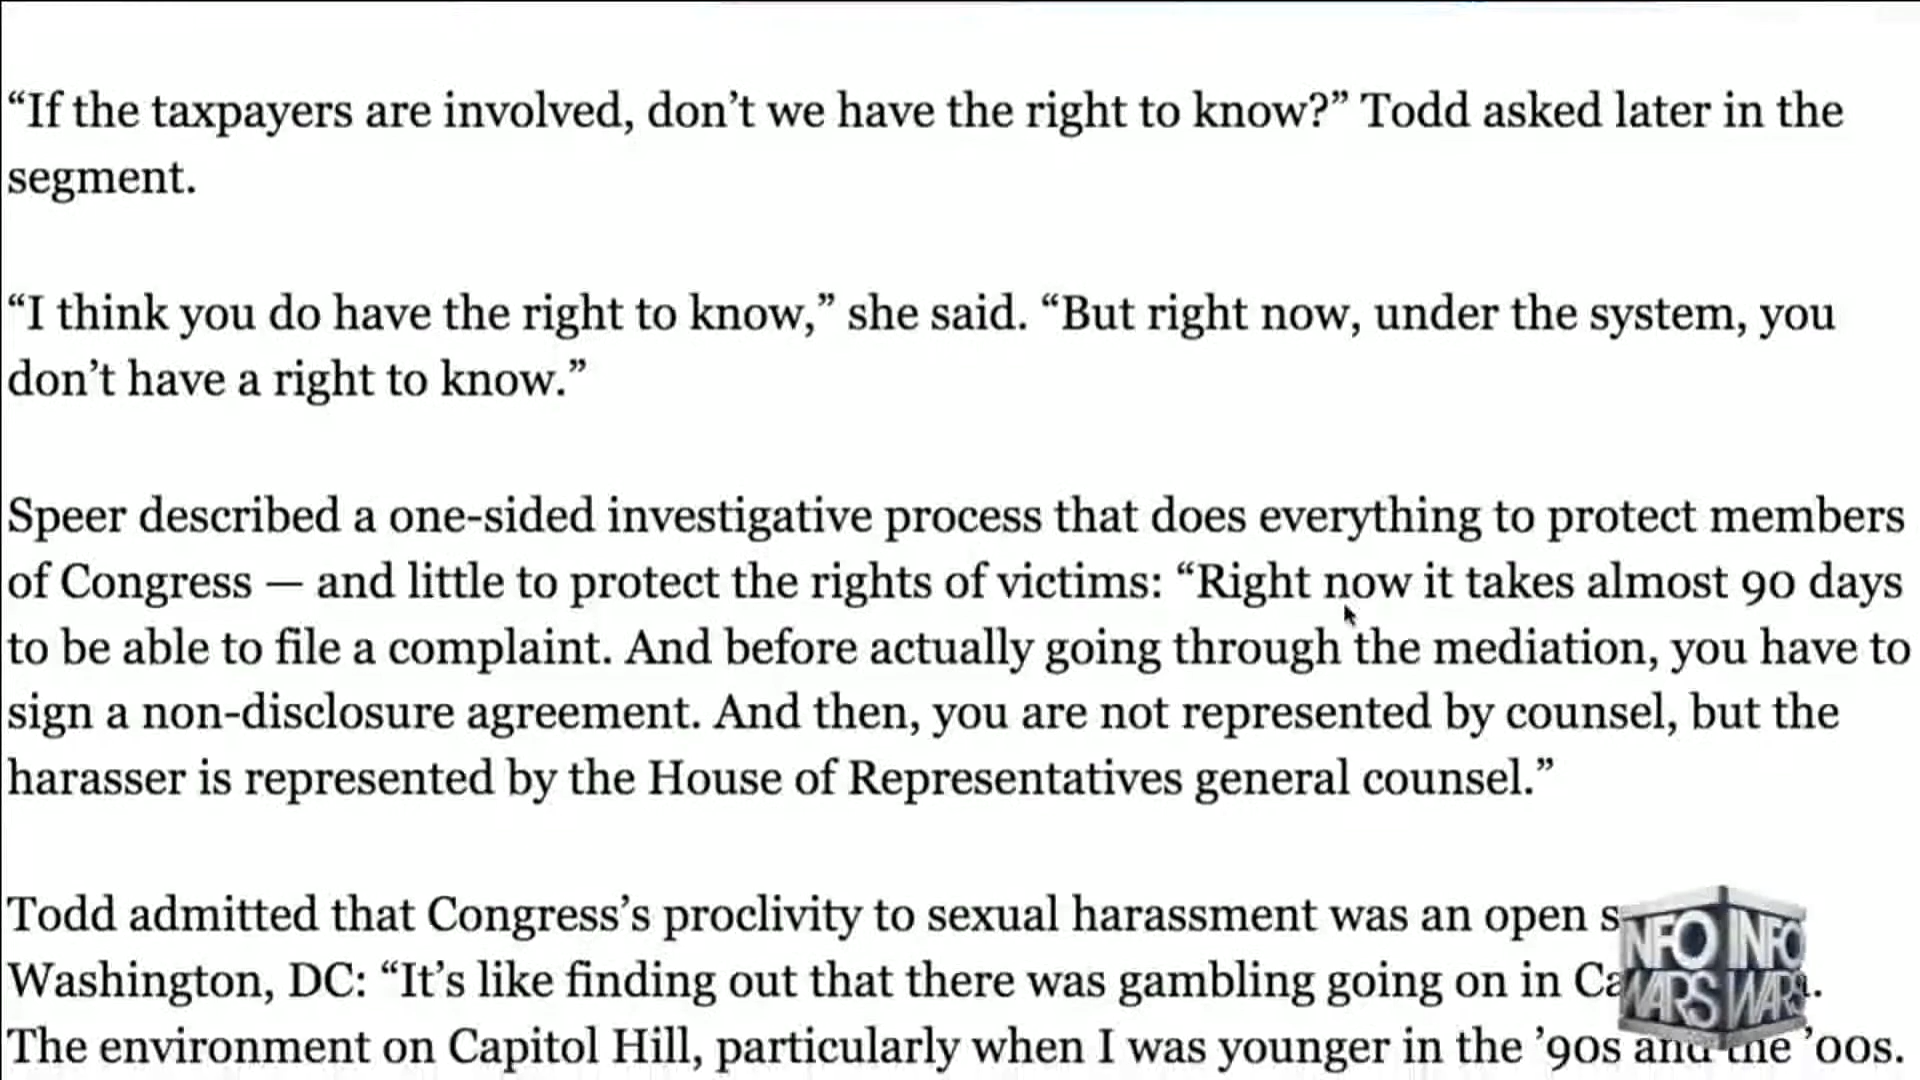 “If the taxpayers are involved, don’t we have the right to know?” Todd asked later in the
segment.
“I think you do have the right to know,” she said. “But right now, under the system, you
don’t have a right to know.”
Speer described a one-sided investigative process that does everything to protect members
of Congress — and little to protect the rights of victims: “Right now it takes almost 90 days
to be able to file a complaint. And before actually going through the mediation, you have to
sign a non-disclosure agreement. And then, you are not represented by counsel, but the
harasser is represented by the House of Representatives general counsel.”
Todd admitted that Congress’s proclivity to sexual harassment was an open
Washington, DC: “It’s like finding out that there was gambling going on in
The environment on Capitol Hill, particularly when I was younger in the ’90s and the ’00s.
INFO INFO
WARS WARS